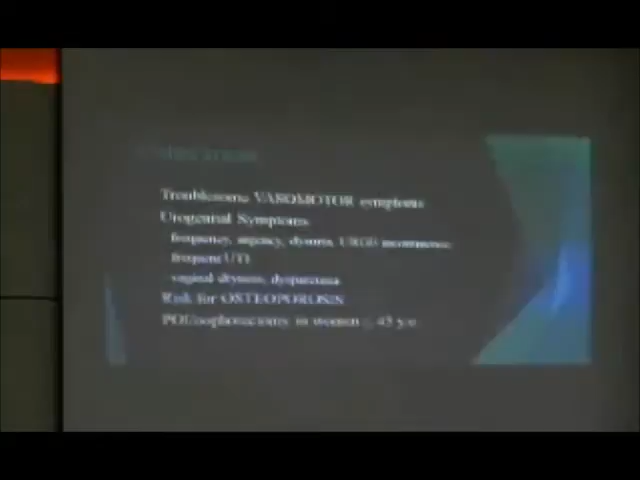 Troublesome VASOMOTOR symptoms
Urogenital Symptoms
frequency, urgency, dysuria, URGE incontinence
frequent UTI
vaginal dryness, dyspareunia
Risk for OSTEOPOROSIS
POI/oophorectomy in women 45 y.o.